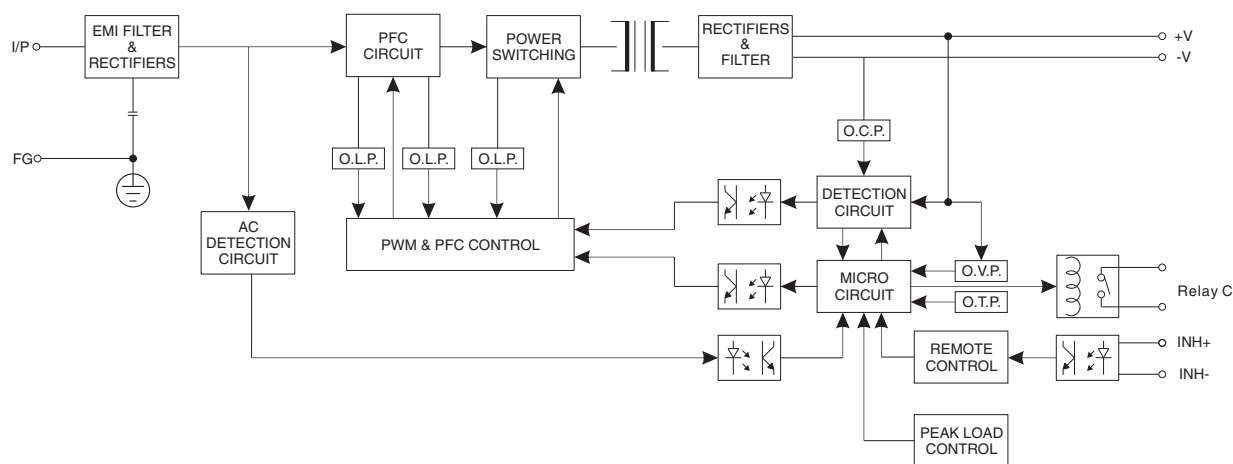 I/P
EMI FILTER
&
RECTIFIERS
PFC
CIRCUIT
POWER
SWITCHING
RECTIFIERS
&
FILTER
+V
-V
FG
O.L.P.
O.L.P.
O.L.P.
O.C.P.
AC
DETECTION
CIRCUIT
PWM & PFC CONTROL
DETECTION
CIRCUIT
MICRO
CIRCUIT
O.V.P.
O.T.P.
Relay C
REMOTE
CONTROL
INH+
INH-
PEAK LOAD
CONTROL